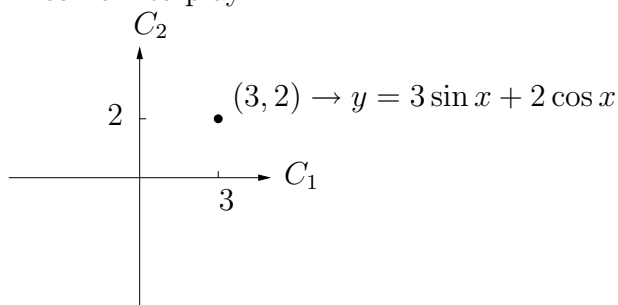 C₂
(3, 2) → y = 3 sin x + 2 cos x
2
C₁
3